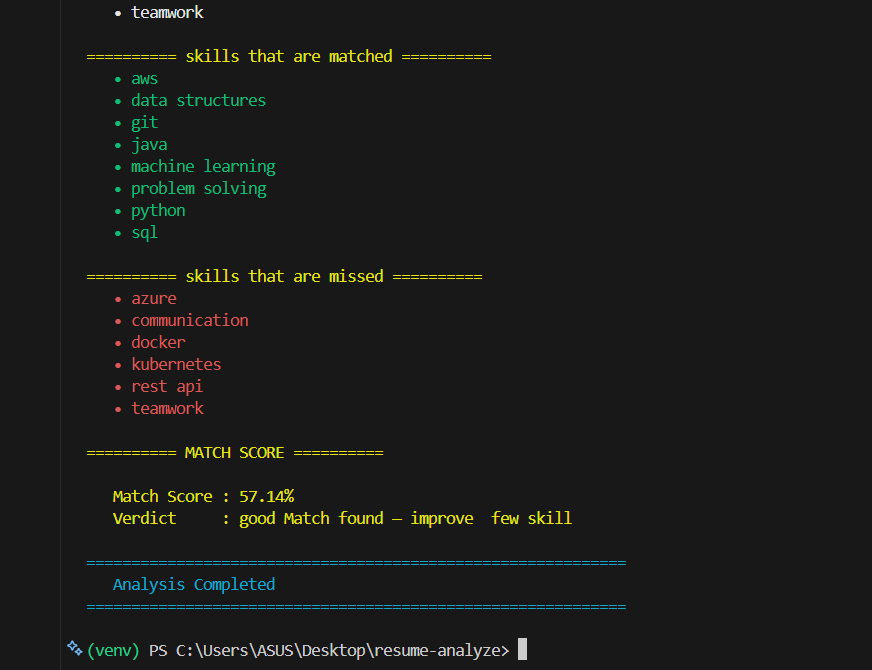 • teamwork
========== skills that are matched ==========
• aws
• data structures
• git
• java
• machine learning
• problem solving
• python
• sql
========== skills that are missed ==========
• azure
• communication
• docker
• kubernetes
• rest api
• teamwork
========== MATCH SCORE ==========
Match Score : 57.14%
Verdict     : good Match found — improve  few skill
============================================================
Analysis Completed
============================================================
(venv) PS C:\Users\ASUS\Desktop\resume-analyze>